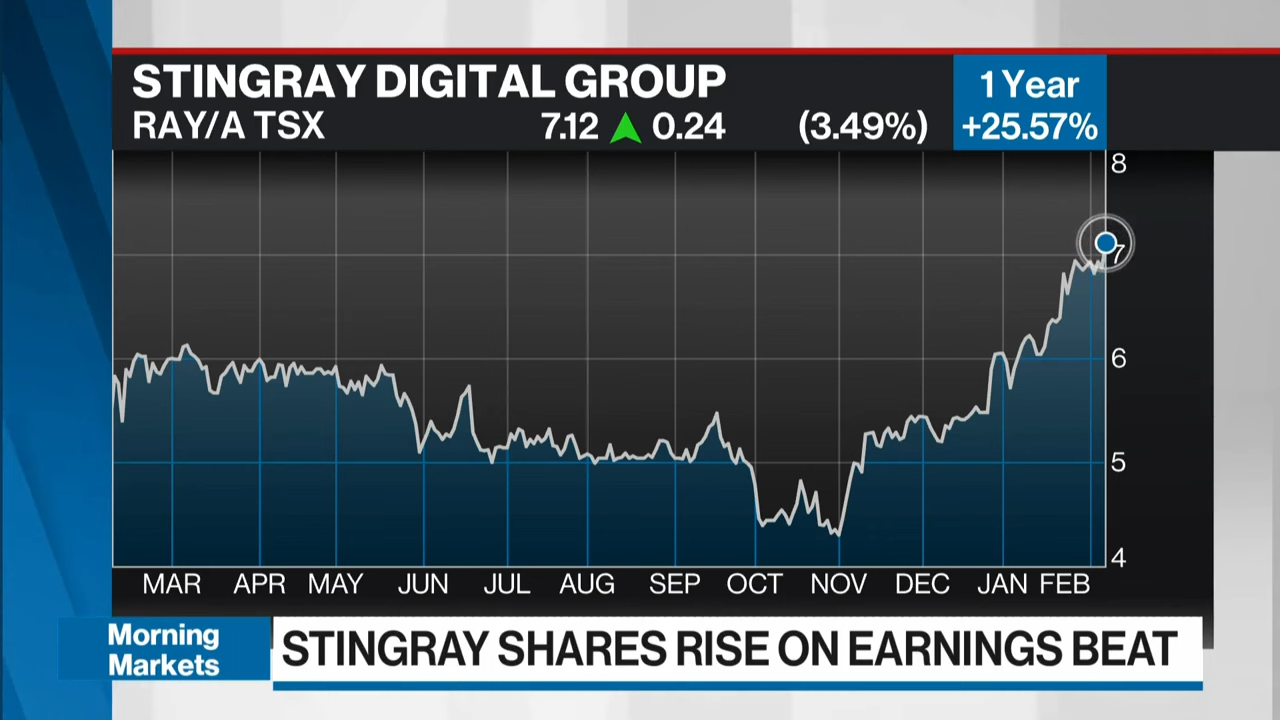 STINGRAY DIGITAL GROUP
RAY/A TSX 7.12 0.24 (3.49%)
1 Year
+25.57%
8
7
6
5
4
MAR APR MAY JUN JUL AUG SEP OCT NOV DEC JAN FEB
Morning
Markets
STINGRAY SHARES RISE ON EARNINGS BEAT